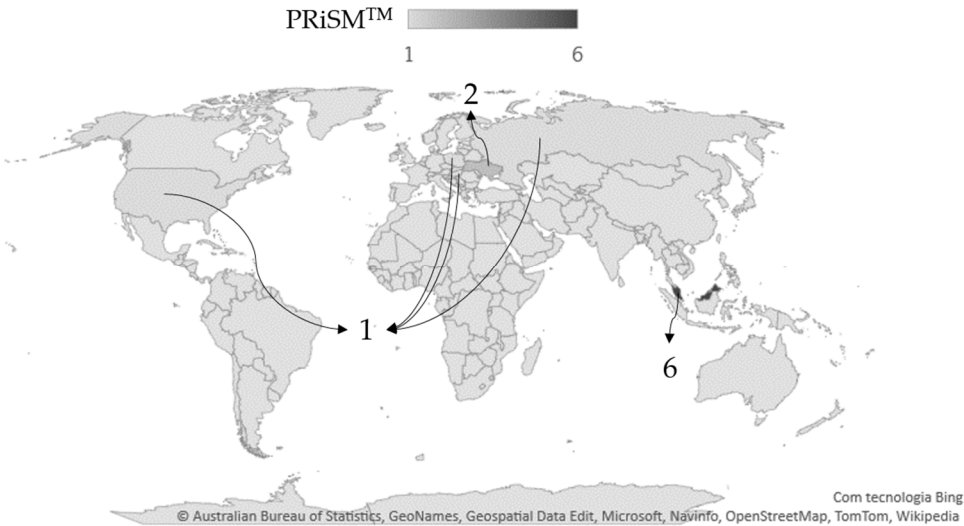 PRiSM™
1 6
2
1
6
Com tecnologia Bing
© Australian Bureau of Statistics, GeoNames, Geospatial Data Edit, Microsoft, Navinfo, OpenStreetMap, TomTom, Wikipedia